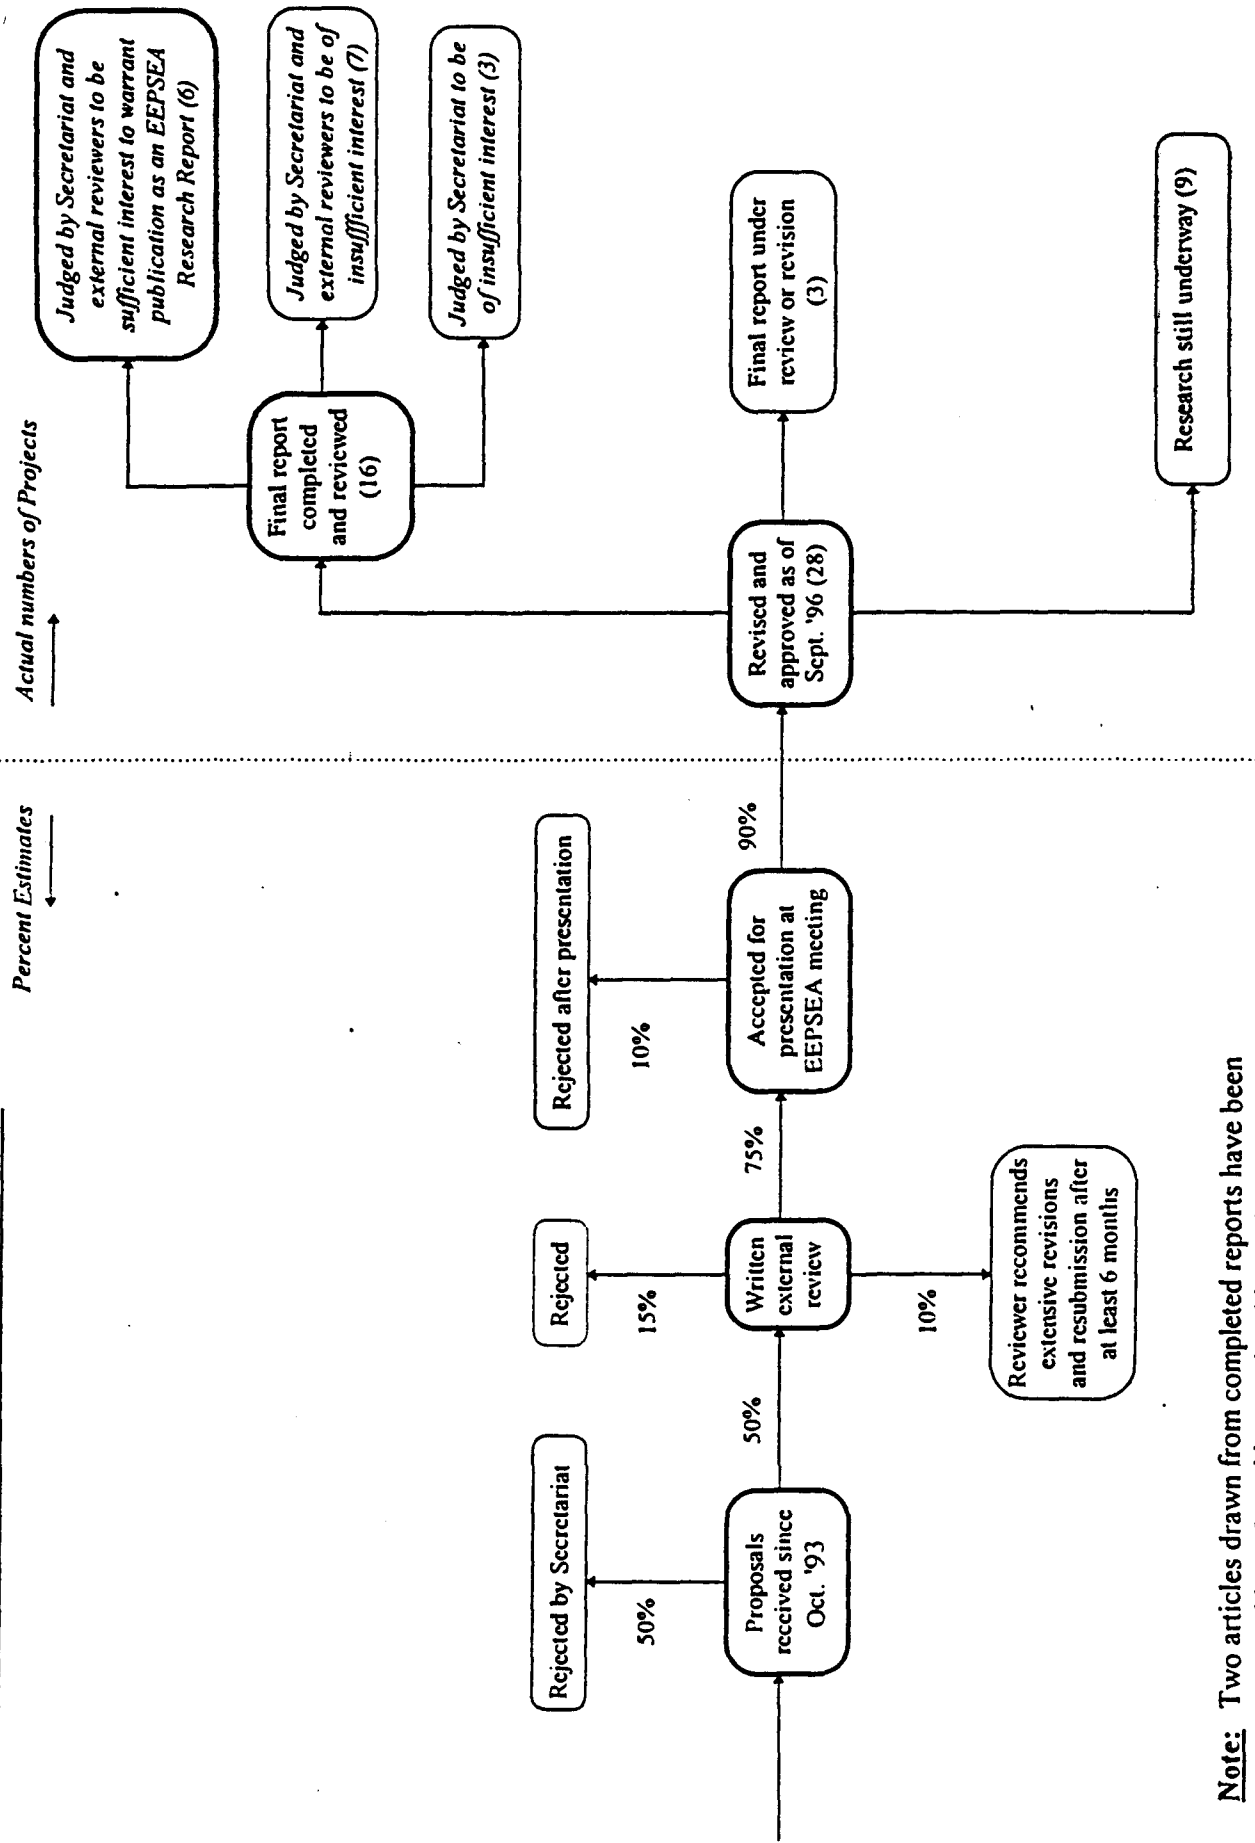 Percent Estimates
Actual numbers of Projects
Proposals
received since
Oct. '93
50%
Rejected by Secretariat
50%
Written
external
review
15%
Rejected
10%
Reviewer recommends
extensive revisions
and resubmission after
at least 6 months
75%
Accepted for
presentation at
EEPSEA meeting
10%
Rejected after presentation
90%
Revised and
approved as of
Sept. '96 (28)
Final report
completed
and reviewed
(16)
Judged by Secretariat and
external reviewers to be
sufficient interest to warrant
publication as an EEPSEA
Research Report (6)
Judged by Secretariat and
external reviewers to be of
insuffficient interest (7)
Judged by Secretariat to be
of insufficient interest (3)
Final report under
review or revision
(3)
Research still underway (9)
Note: Two articles drawn from completed reports have been